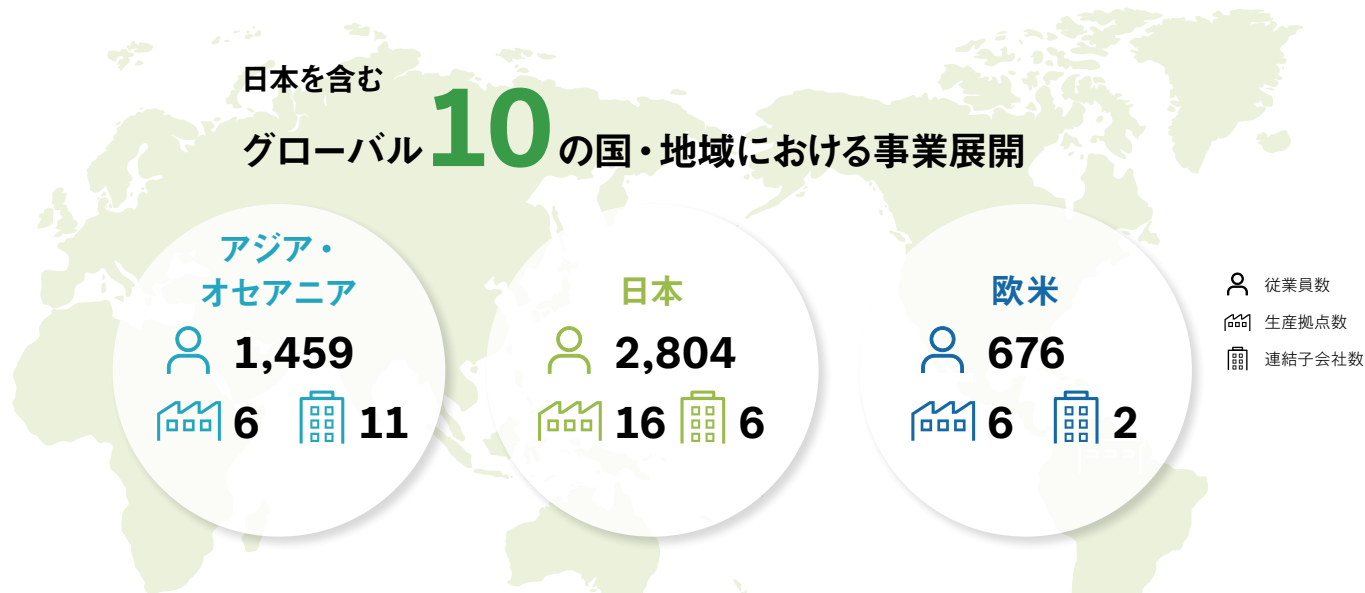 日本を含む
グローバル10の国・地域における事業展開
アジア・
オセアニア
1,459
6 11
日本
2,804
16 6
欧米
676
6 2
従業員数
生産拠点数
連結子会社数